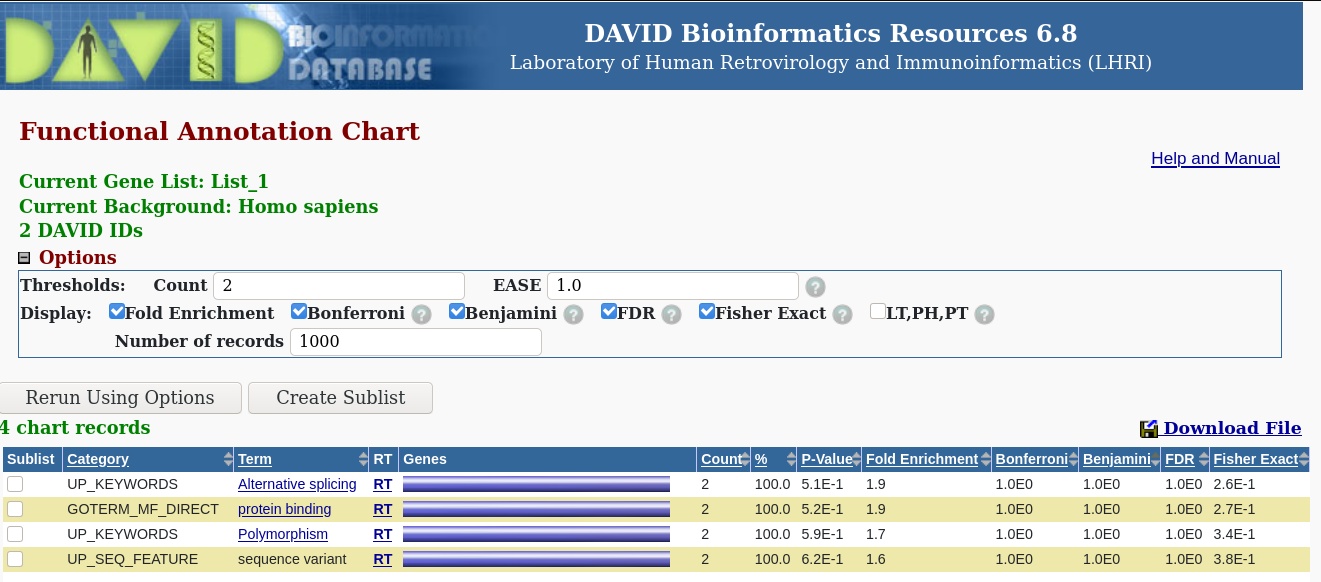 DAVID BIOINFORMATICS DATABASE
DAVID Bioinformatics Resources 6.8
Laboratory of Human Retrovirology and Immunoinformatics (LHRI)
Functional Annotation Chart
Help and Manual
Current Gene List: List_1
Current Background: Homo sapiens
2 DAVID IDs
Options
Thresholds: Count 2 EASE 1.0 ?
Display: Fold Enrichment Bonferroni ? Benjamini ? FDR ? Fisher Exact ? LT,PH,PT ?
Number of records 1000
Rerun Using Options Create Sublist
4 chart records Download File
Sublist Category Term RT Genes Count % P-Value Fold Enrichment Bonferroni Benjamini FDR Fisher Exact
UP_KEYWORDS Alternative splicing RT 2 100.0 5.1E-1 1.9 1.0E0 1.0E0 1.0E0 2.6E-1
GOTERM_MF_DIRECT protein binding RT 2 100.0 5.2E-1 1.9 1.0E0 1.0E0 1.0E0 2.7E-1
UP_KEYWORDS Polymorphism RT 2 100.0 5.9E-1 1.7 1.0E0 1.0E0 1.0E0 3.4E-1
UP_SEQ_FEATURE sequence variant RT 2 100.0 6.2E-1 1.6 1.0E0 1.0E0 1.0E0 3.8E-1